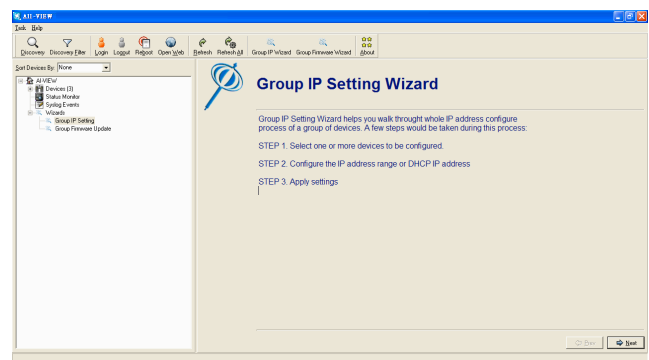 AII-VIEW
Task Help
Discovery Discovery Filter Login Logout Reboot Open Web Refresh Refresh All Group IP Wizard Group Firmware Wizard About
Sort Devices By: None
AI-VIEW
Devices (3)
Status Monitor
Syslog Events
Wizards
Group IP Setting
Group Firmware Update
Group IP Setting Wizard
Group IP Setting Wizard helps you walk throught whole IP address configure
process of a group of devices. A few steps would be taken during this process:
STEP 1. Select one or more devices to be configured.
STEP 2. Configure the IP address range or DHCP IP address
STEP 3. Apply settings
Prev Next